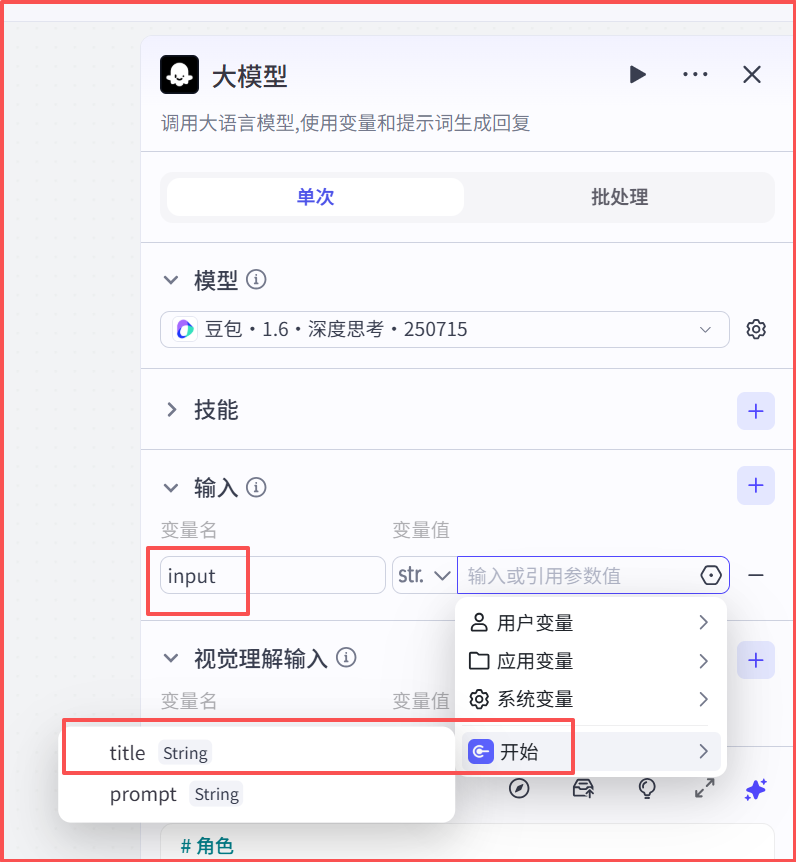 大模型
调用大语言模型,使用变量和提示词生成回复
单次 批处理
模型
豆包・1.6・深度思考・250715
技能
输入
变量名 变量值
input str. 输入或引用参数值
用户变量
视觉理解输入 应用变量
变量名 变量值 系统变量
title String 开始
prompt String
# 角色